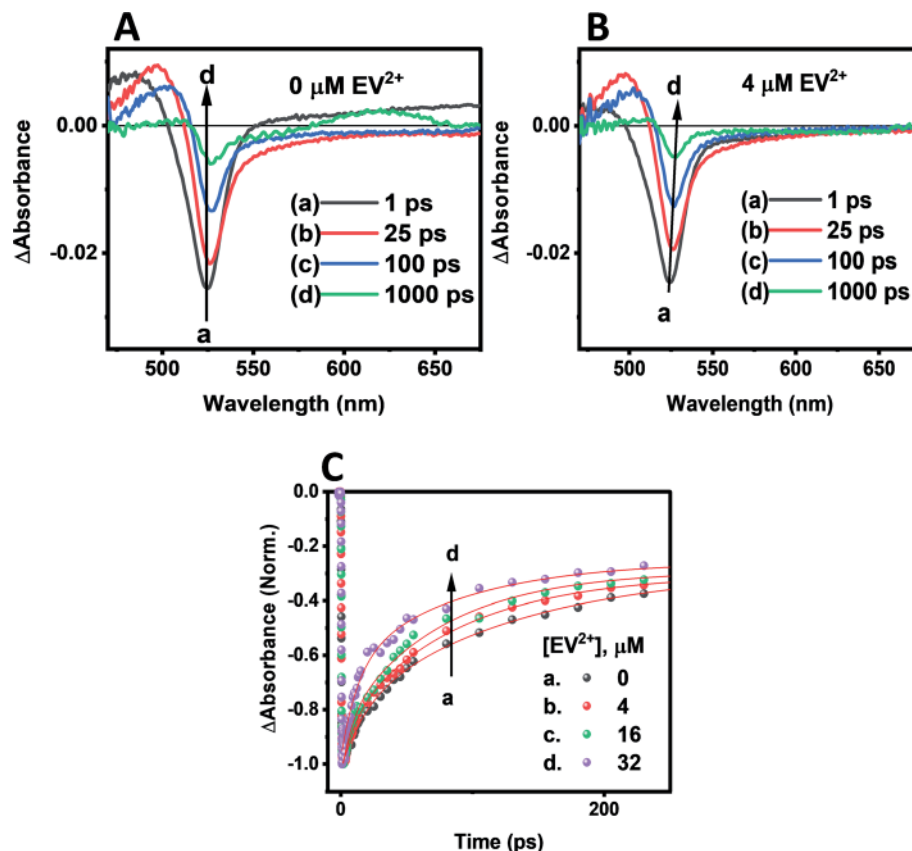 A
B
d
0 μM EV²⁺
d
4 μM EV²⁺
0.00
-0.02
ΔAbsorbance
(a) 1 ps
(b) 25 ps
(c) 100 ps
(d) 1000 ps
a
500 550 600 650
Wavelength (nm)
0.00
-0.02
ΔAbsorbance
(a) 1 ps
(b) 25 ps
(c) 100 ps
(d) 1000 ps
a
500 550 600 650
Wavelength (nm)
C
0.0
-0.2
-0.4
-0.6
-0.8
-1.0
ΔAbsorbance (Norm.)
d
a
[EV²⁺], μM
a. 0
b. 4
c. 16
d. 32
0 200
Time (ps)